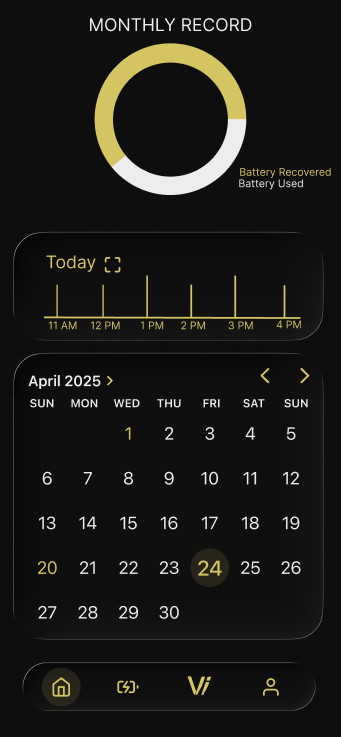 MONTHLY RECORD
Battery Recovered
Battery Used
Today
11 AM 12 PM 1 PM 2 PM 3 PM 4 PM
April 2025
SUN MON WED THU FRI SAT SUN
1 2 3 4 5
6 7 8 9 10 11 12
13 14 15 16 17 18 19
20 21 22 23 24 25 26
27 28 29 30
Vi